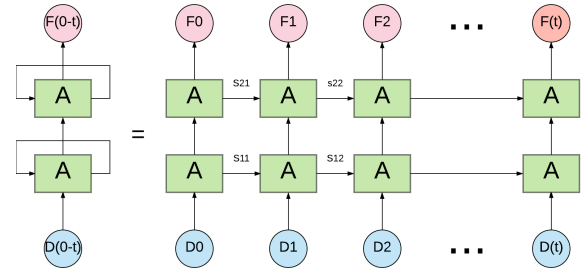 F(0-t) F0 F1 F2 ... F(t)
S21 s22
A A A A A
=
S11 S12
A A A A A
D(0-t) D0 D1 D2 ... D(t)